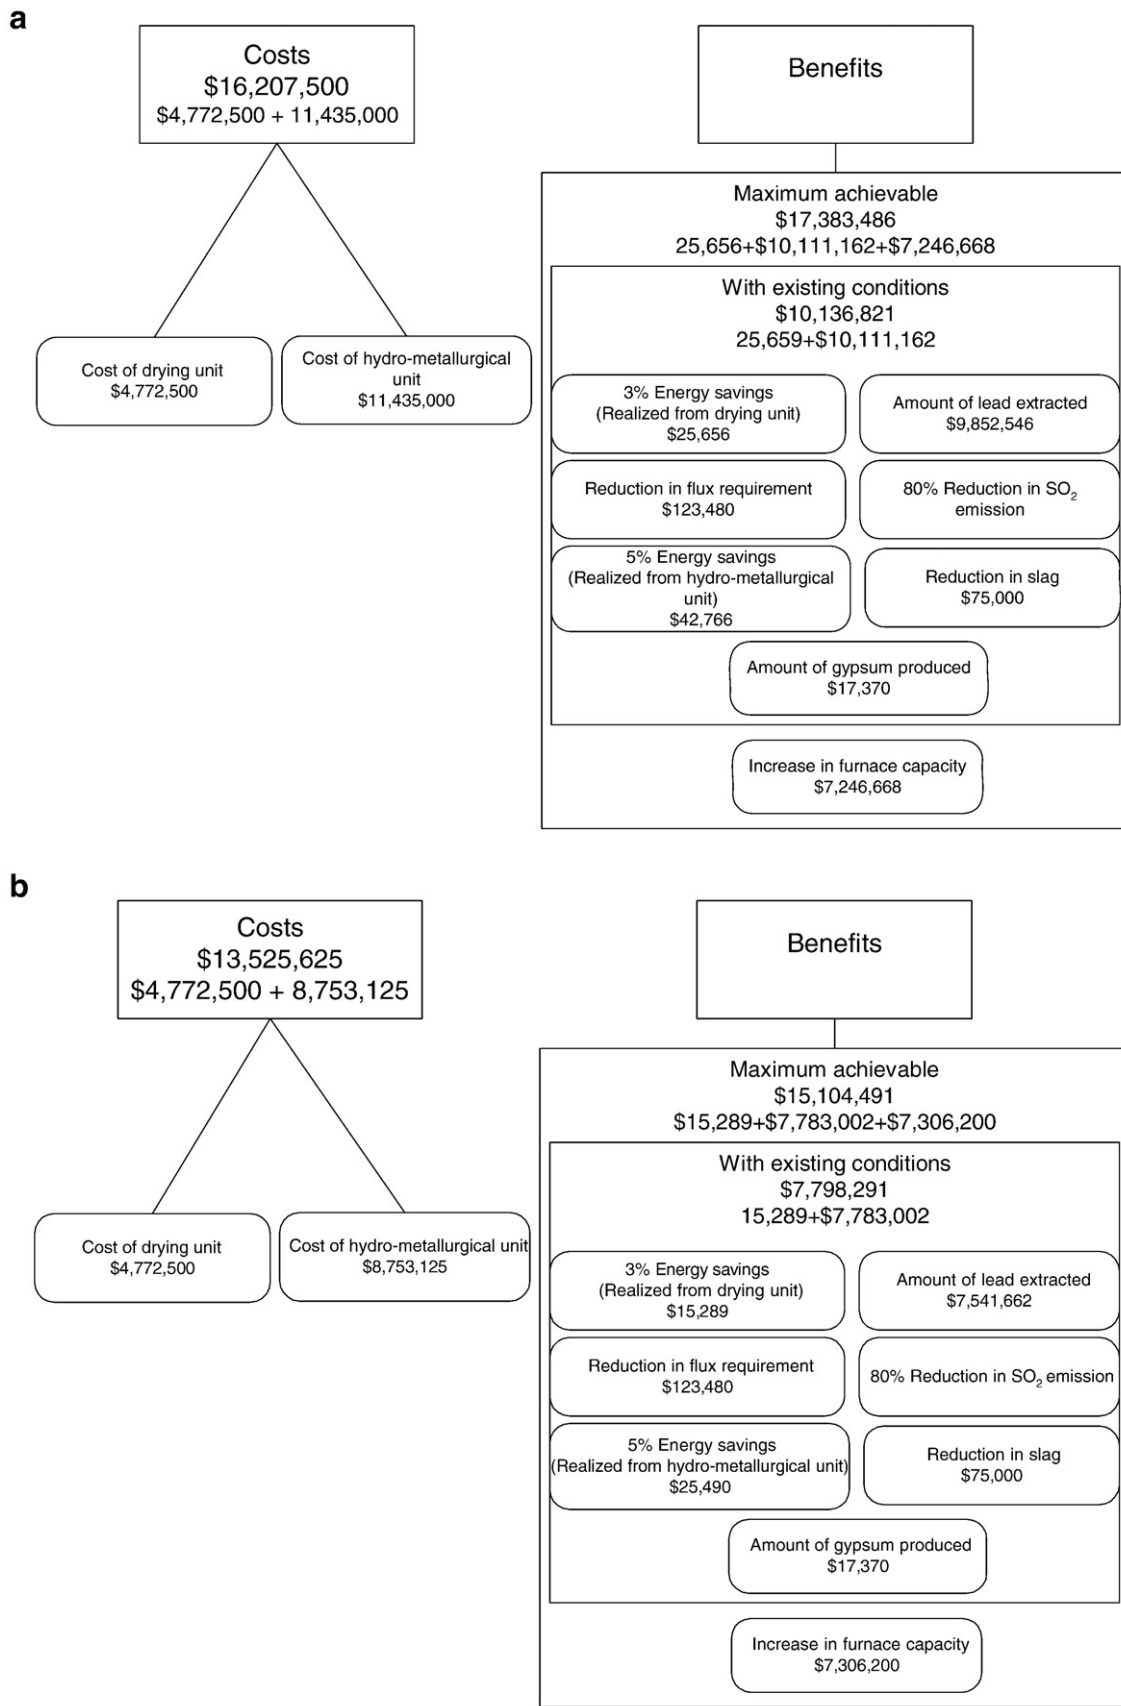 a
Costs
$16,207,500
$4,772,500 + 11,435,000
Benefits
Cost of drying unit
$4,772,500
Cost of hydro-metallurgical
unit
$11,435,000
Maximum achievable
$17,383,486
25,656+$10,111,162+$7,246,668
With existing conditions
$10,136,821
25,659+$10,111,162
3% Energy savings
(Realized from drying unit)
$25,656
Amount of lead extracted
$9,852,546
Reduction in flux requirement
$123,480
80% Reduction in SO₂
emission
5% Energy savings
(Realized from hydro-metallurgical
unit)
$42,766
Reduction in slag
$75,000
Amount of gypsum produced
$17,370
Increase in furnace capacity
$7,246,668
b
Costs
$13,525,625
$4,772,500 + 8,753,125
Benefits
Cost of drying unit
$4,772,500
Cost of hydro-metallurgical unit
$8,753,125
Maximum achievable
$15,104,491
$15,289+$7,783,002+$7,306,200
With existing conditions
$7,798,291
15,289+$7,783,002
3% Energy savings
(Realized from drying unit)
$15,289
Amount of lead extracted
$7,541,662
Reduction in flux requirement
$123,480
80% Reduction in SO₂ emission
5% Energy savings
(Realized from hydro-metallurgical unit)
$25,490
Reduction in slag
$75,000
Amount of gypsum produced
$17,370
Increase in furnace capacity
$7,306,200